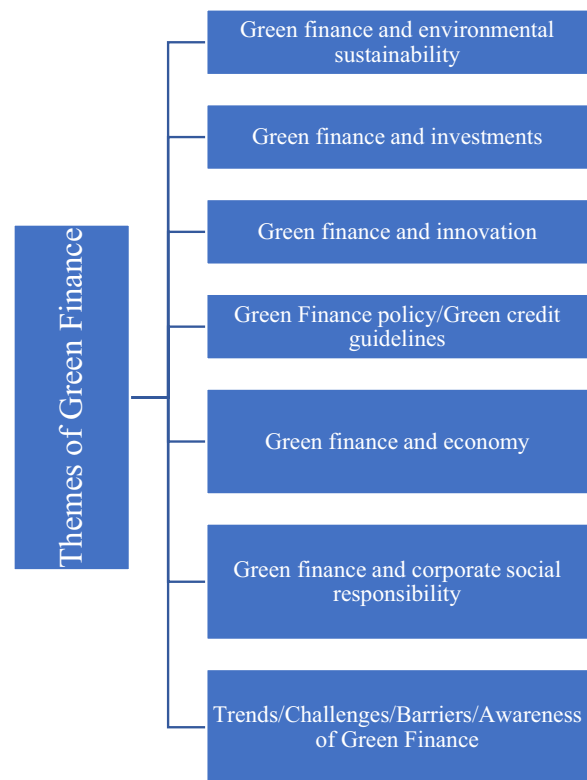 Themes of Green Finance
Green finance and environmental
sustainability
Green finance and investments
Green finance and innovation
Green Finance policy/Green credit
guidelines
Green finance and economy
Green finance and corporate social
responsibility
Trends/Challenges/Barriers/Awareness
of Green Finance